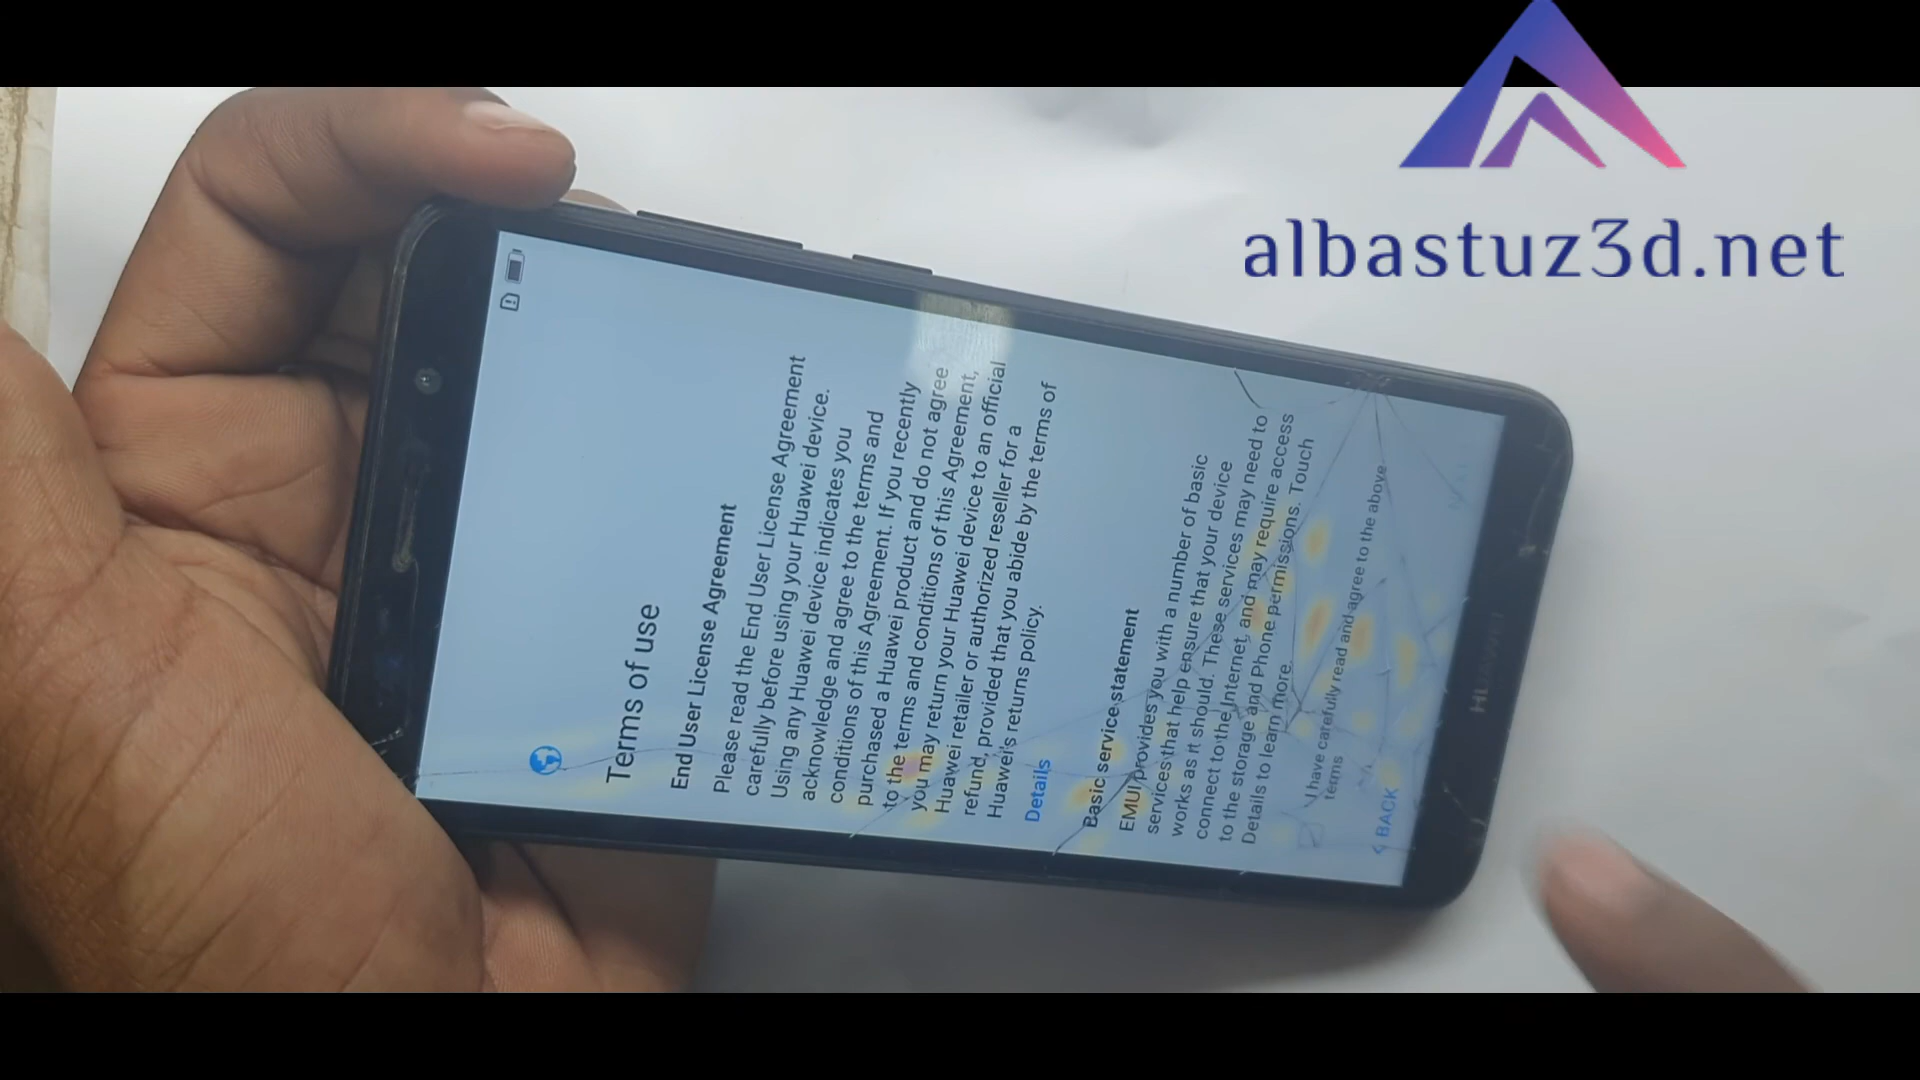 albastuz3d.net
Terms of use
End User License Agreement
Please read the End User License Agreement
carefully before using your Huawei device.
Using any Huawei device indicates you
acknowledge and agree to the terms and
conditions of this Agreement. If you recently
purchased a Huawei product and do not agree
to the terms and conditions of this Agreement,
you may return your Huawei device to an official
Huawei retailer or authorized reseller for a
refund, provided that you abide by the terms of
Huawei's returns policy.
Details
Basic service statement
EMUI provides you with a number of basic
services that help ensure that your device
works as it should. These services may need to
connect to the Internet, and may require access
to the storage and Phone permissions. Touch
Details to learn more.
I have carefully read and agree to the above
terms
BACK
NEXT
HUAWEI